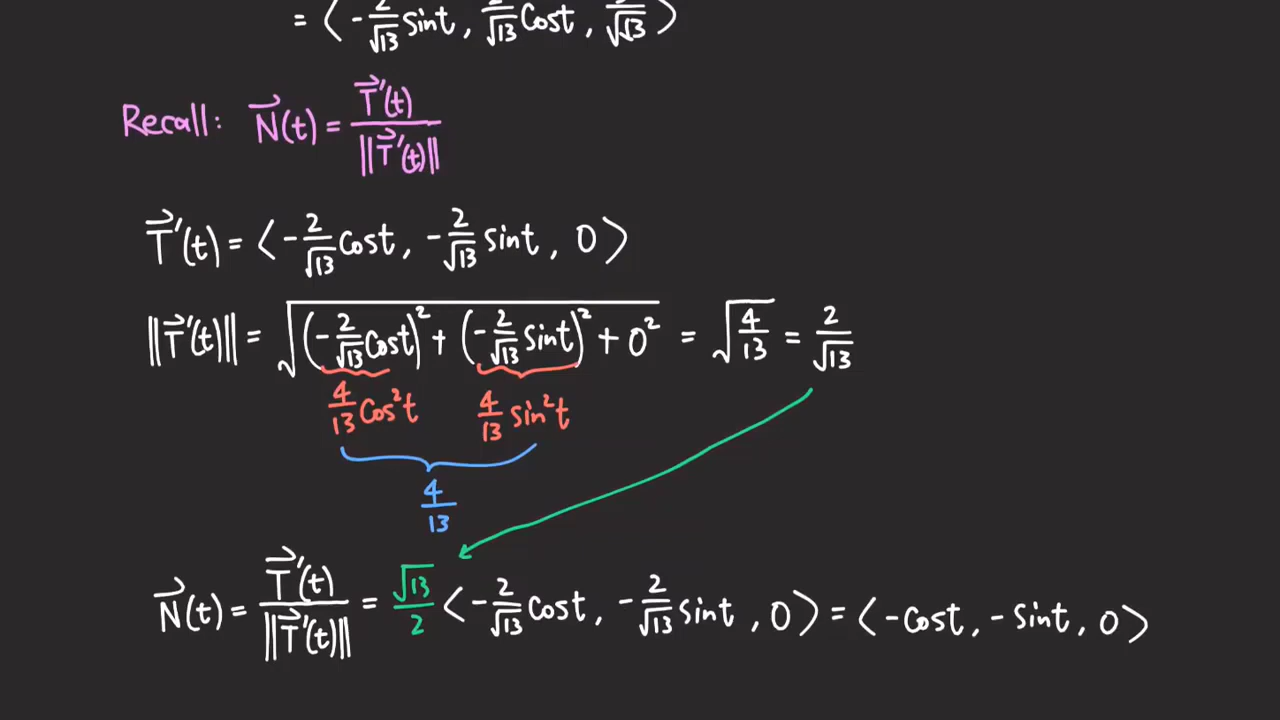 = ⟨ -2/√13 Sint, 2/√13 Cost, /√13 ⟩
Recall: N⃗(t) = T⃗'(t) / ||T⃗'(t)||
T⃗'(t) = ⟨ -2/√13 Cost, -2/√13 Sint, 0 ⟩
||T⃗'(t)|| = √( (-2/√13 Cost)² + (-2/√13 Sint)² + 0² ) = √(4/13) = 2/√13
4/13 Cos²t 4/13 Sin²t
4/13
N⃗(t) = T⃗'(t) / ||T⃗'(t)|| = √13/2 ⟨ -2/√13 Cost, -2/√13 Sint, 0 ⟩ = ⟨ -Cost, -Sint, 0 ⟩